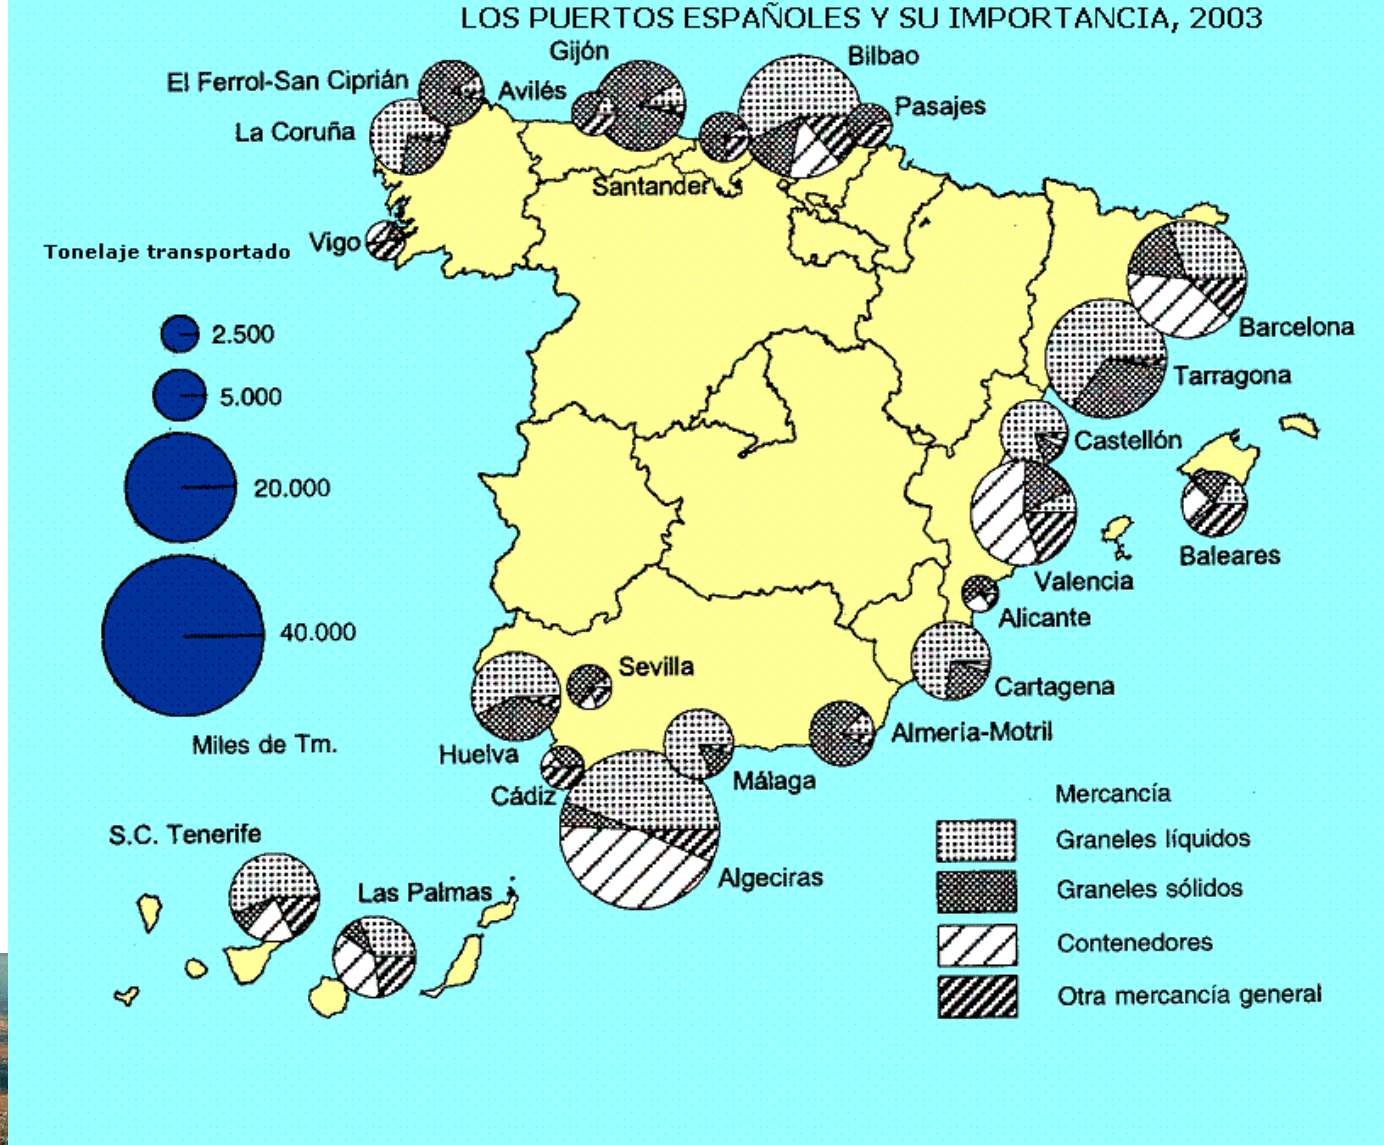 LOS PUERTOS ESPAÑOLES Y SU IMPORTANCIA, 2003
Gijón
Bilbao
El Ferrol-San Ciprián
Avilés
Pasajes
La Coruña
Santander
Vigo
Tonelaje transportado
2.500
5.000
20.000
40.000
Miles de Tm.
Barcelona
Tarragona
Castellón
Baleares
Valencia
Alicante
Sevilla
Cartagena
Huelva
Almería-Motril
Cádiz
Málaga
Algeciras
S.C. Tenerife
Las Palmas
Mercancía
Graneles líquidos
Graneles sólidos
Contenedores
Otra mercancía general